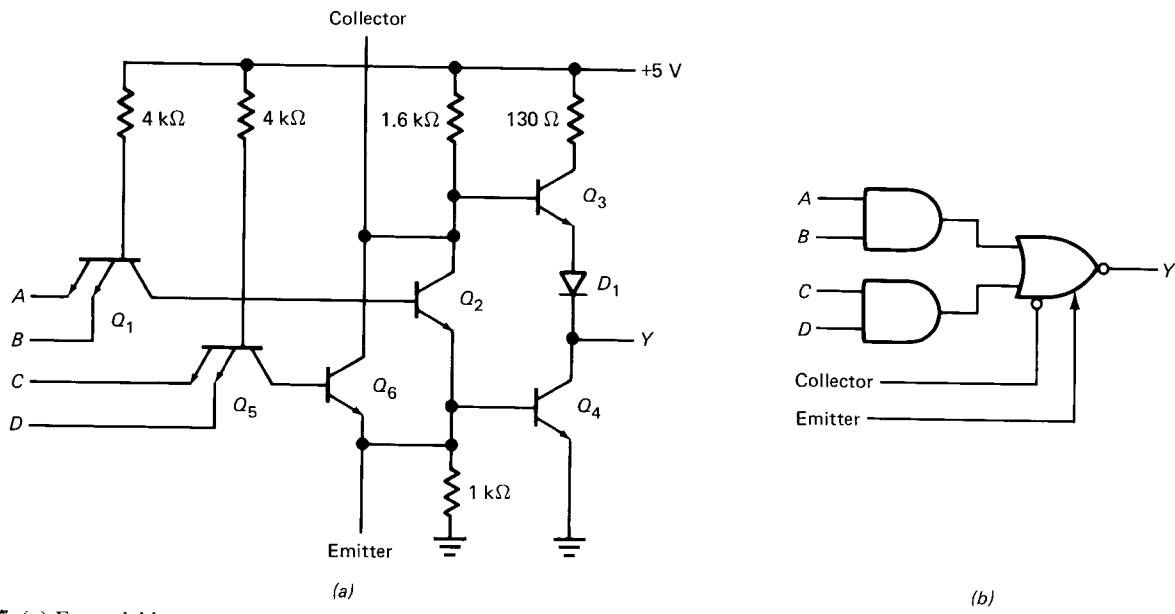 Collector
+5 V
4 kΩ
4 kΩ
1.6 kΩ
130 Ω
Q3
D1
A
B
Q1
Q2
Y
C
D
Q5
Q6
Q4
1 kΩ
Emitter
(a)
A
B
C
D
Y
Collector
Emitter
(b)
(a)